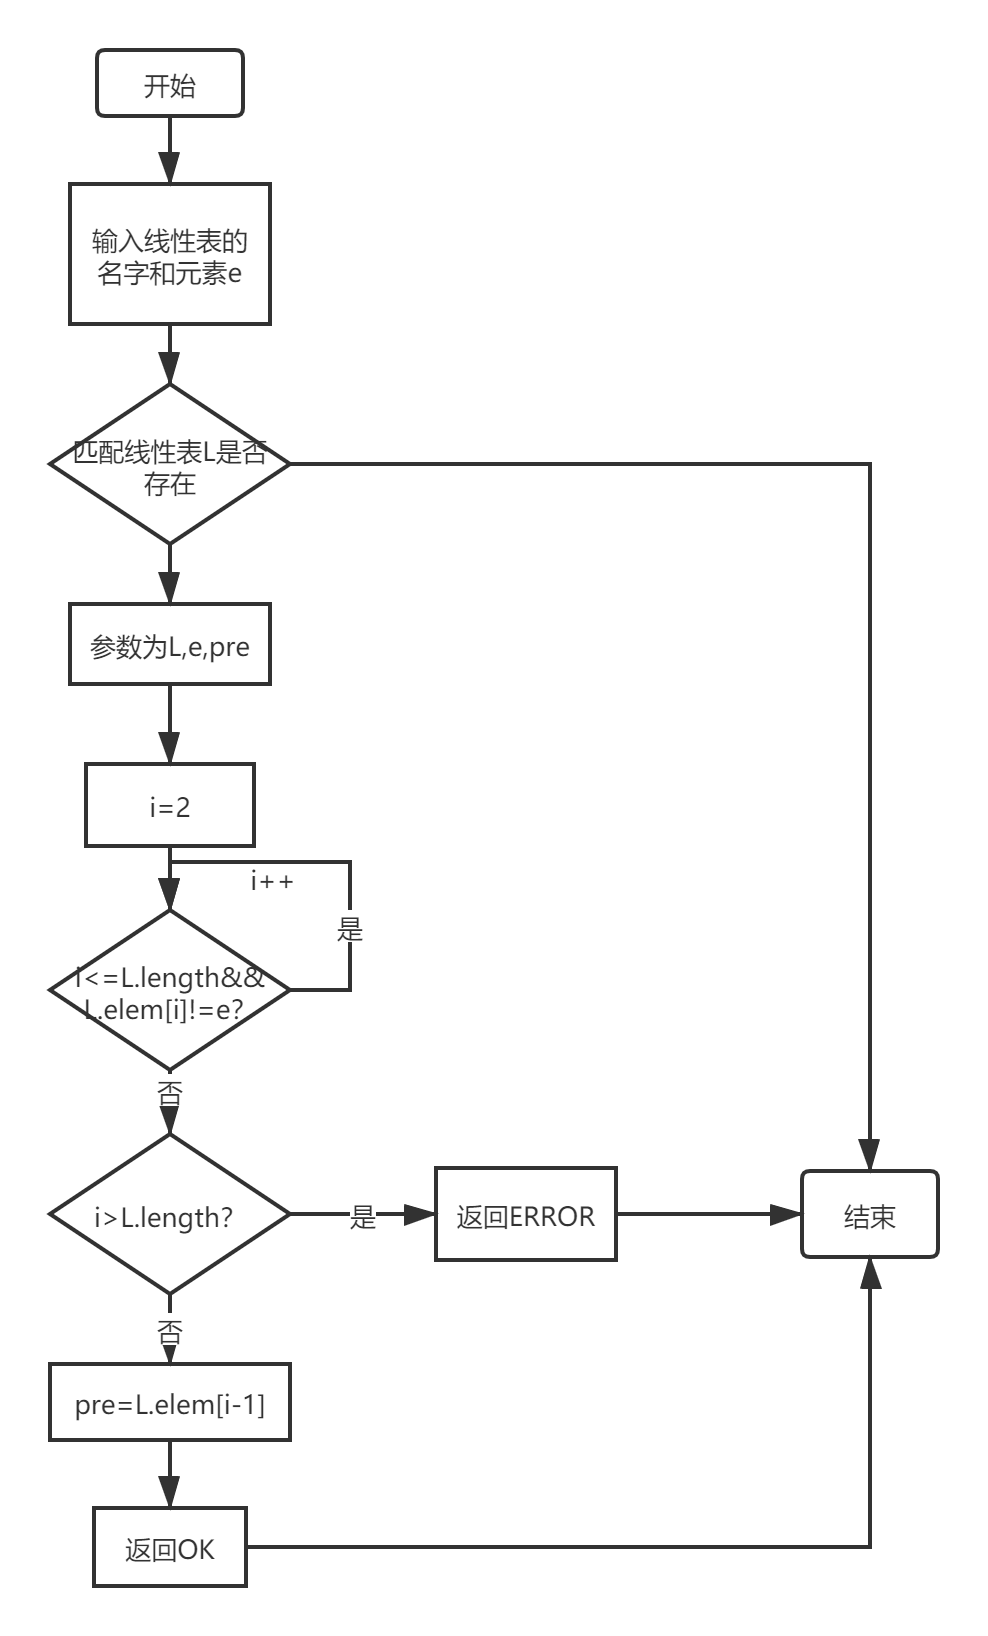 开始
输入线性表的
名字和元素e
匹配线性表L是否
存在
参数为L,e,pre
i=2
i++
是
i<=L.length&&
L.elem[i]!=e?
否
i>L.length?
是
返回ERROR
结束
否
pre=L.elem[i-1]
返回OK